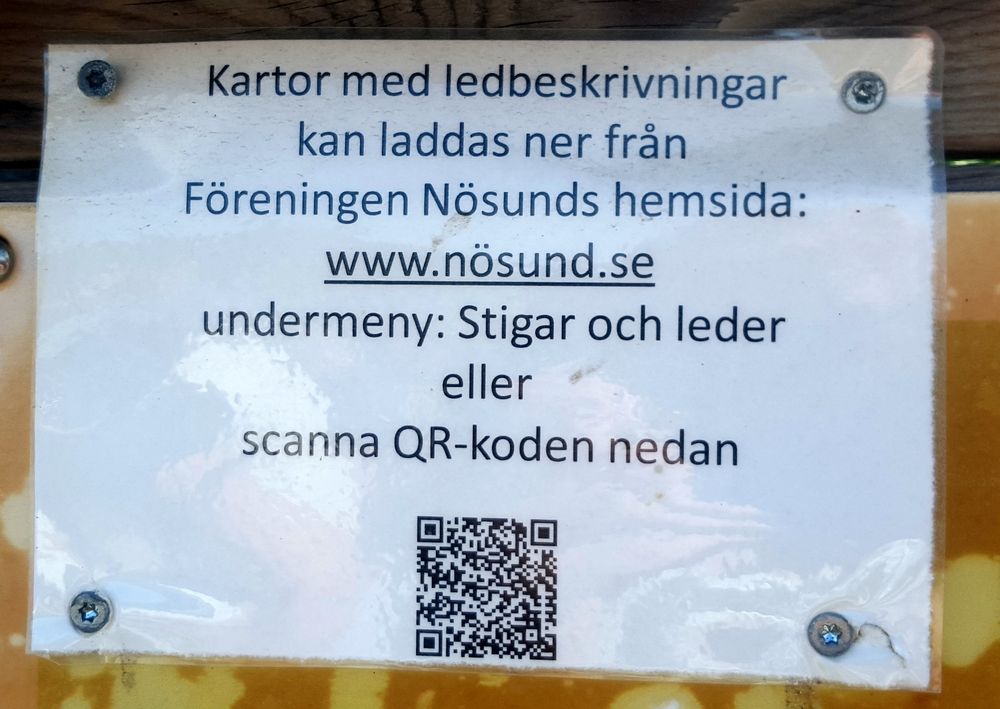 Kartor med ledbeskrivningar
kan laddas ner från
Föreningen Nösunds hemsida:
www.nösund.se
undermeny: Stigar och leder
eller
scanna QR-koden nedan